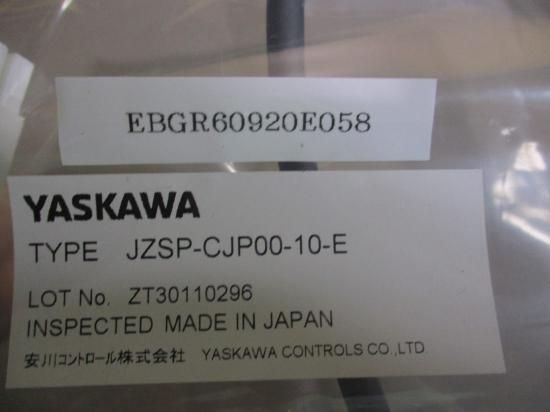 EBGR60920E058
YASKAWA
TYPE JZSP-CJP00-10-E
LOT No. ZT30110296
INSPECTED MADE IN JAPAN
安川コントロール株式会社 YASKAWA CONTROLS CO.,LTD.